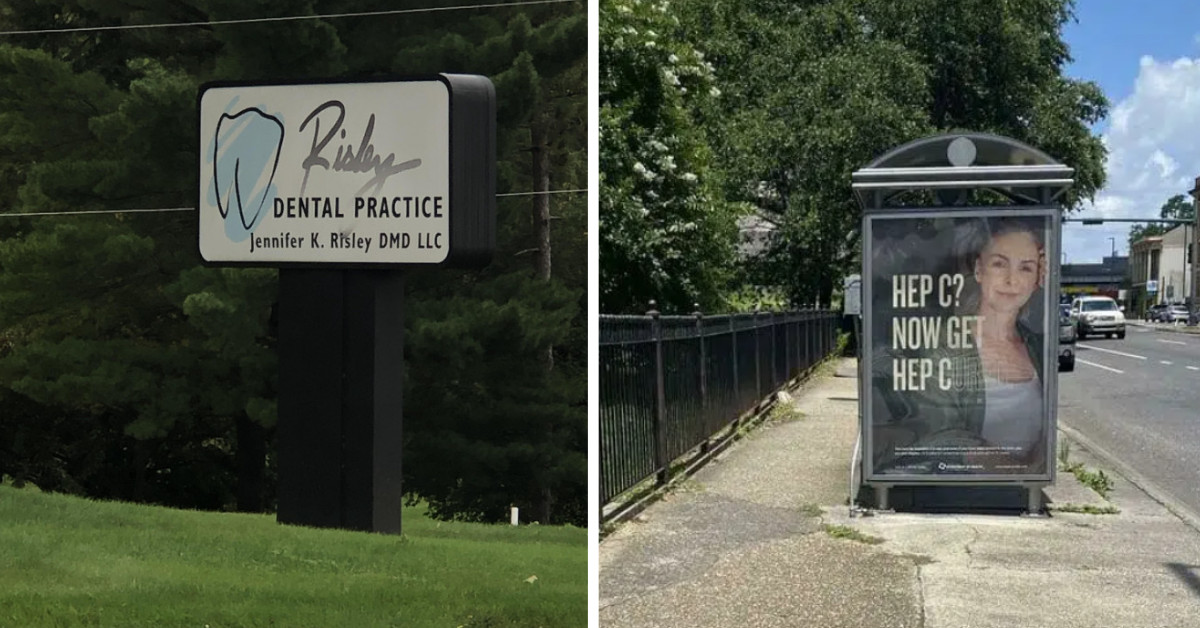 Risley
DENTAL PRACTICE
Jennifer K. Risley DMD LLC
HEP C?
NOW GET
HEP C